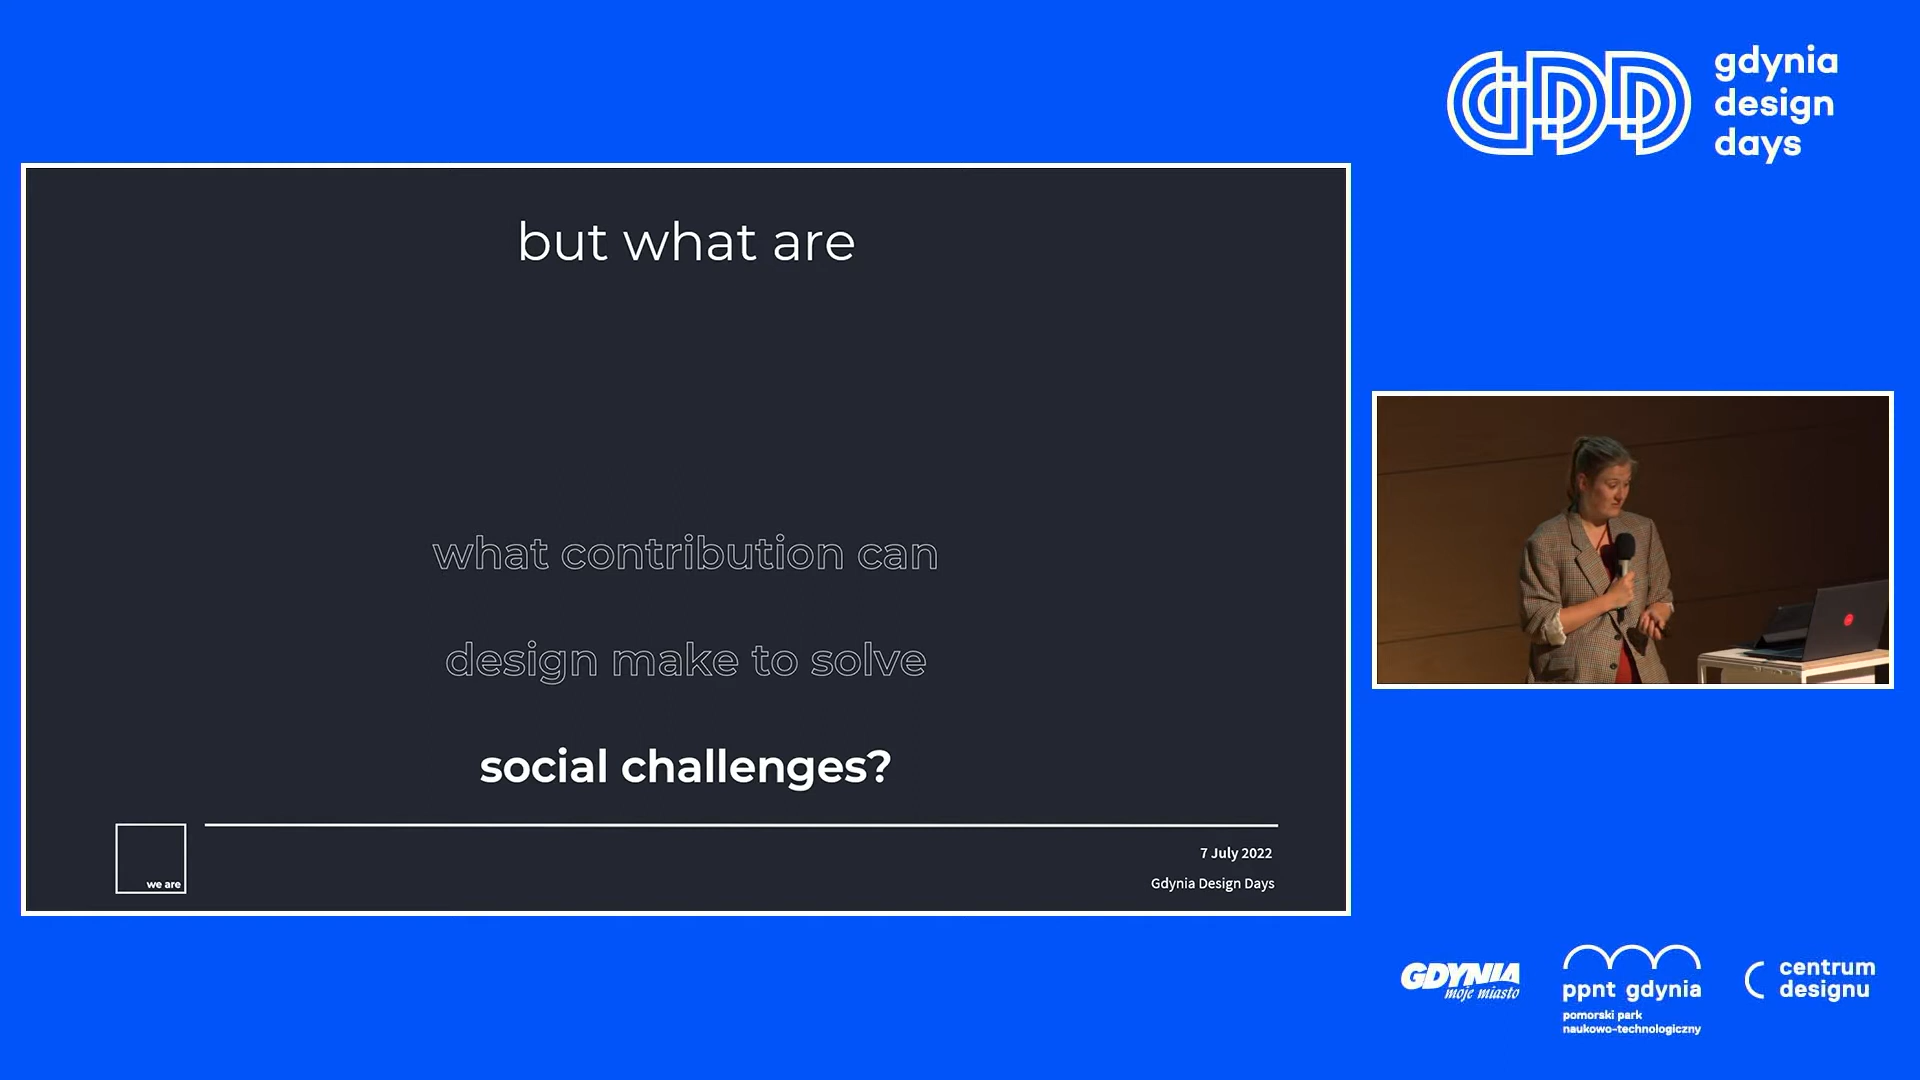 gdynia
design
days
but what are
what contribution can
design make to solve
social challenges?
we are
7 July 2022
Gdynia Design Days
GDYNIA
moje miasto
ppnt gdynia
pomorski park
naukowo-technologiczny
centrum
designu